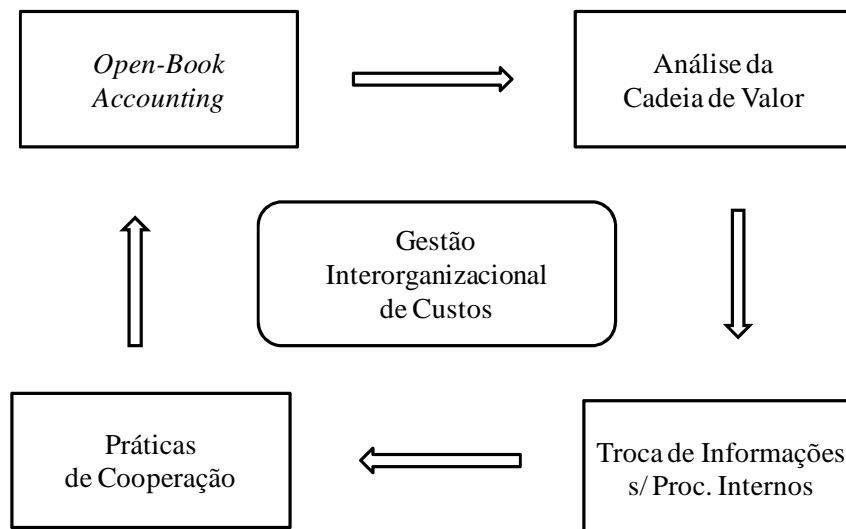 Open-Book
Accounting
Análise da
Cadeia de Valor
Gestão
Interorganizacional
de Custos
Práticas
de Cooperação
Troca de Informações
s/ Proc. Internos